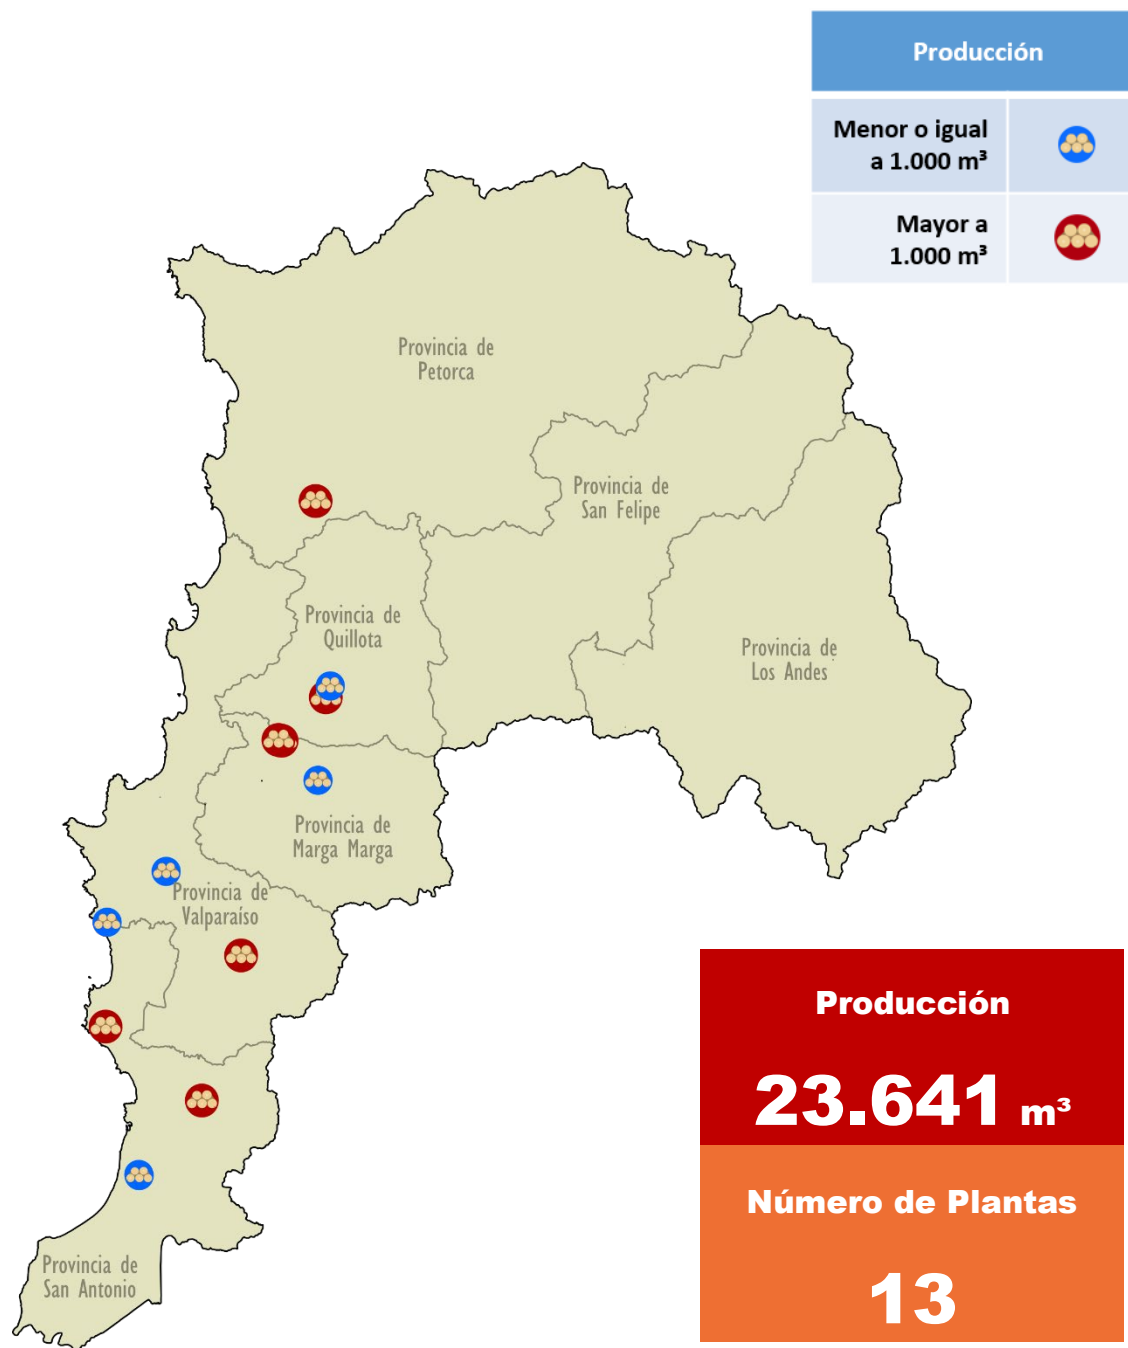 Producción
Menor o igual
a 1.000 m³
Mayor a
1.000 m³
Provincia de
Petorca
Provincia de
San Felipe
Provincia de
Quillota
Provincia de
Los Andes
Provincia de
Marga Marga
Provincia de
Valparaíso
Provincia de
San Antonio
Producción
23.641 m³
Número de Plantas
13